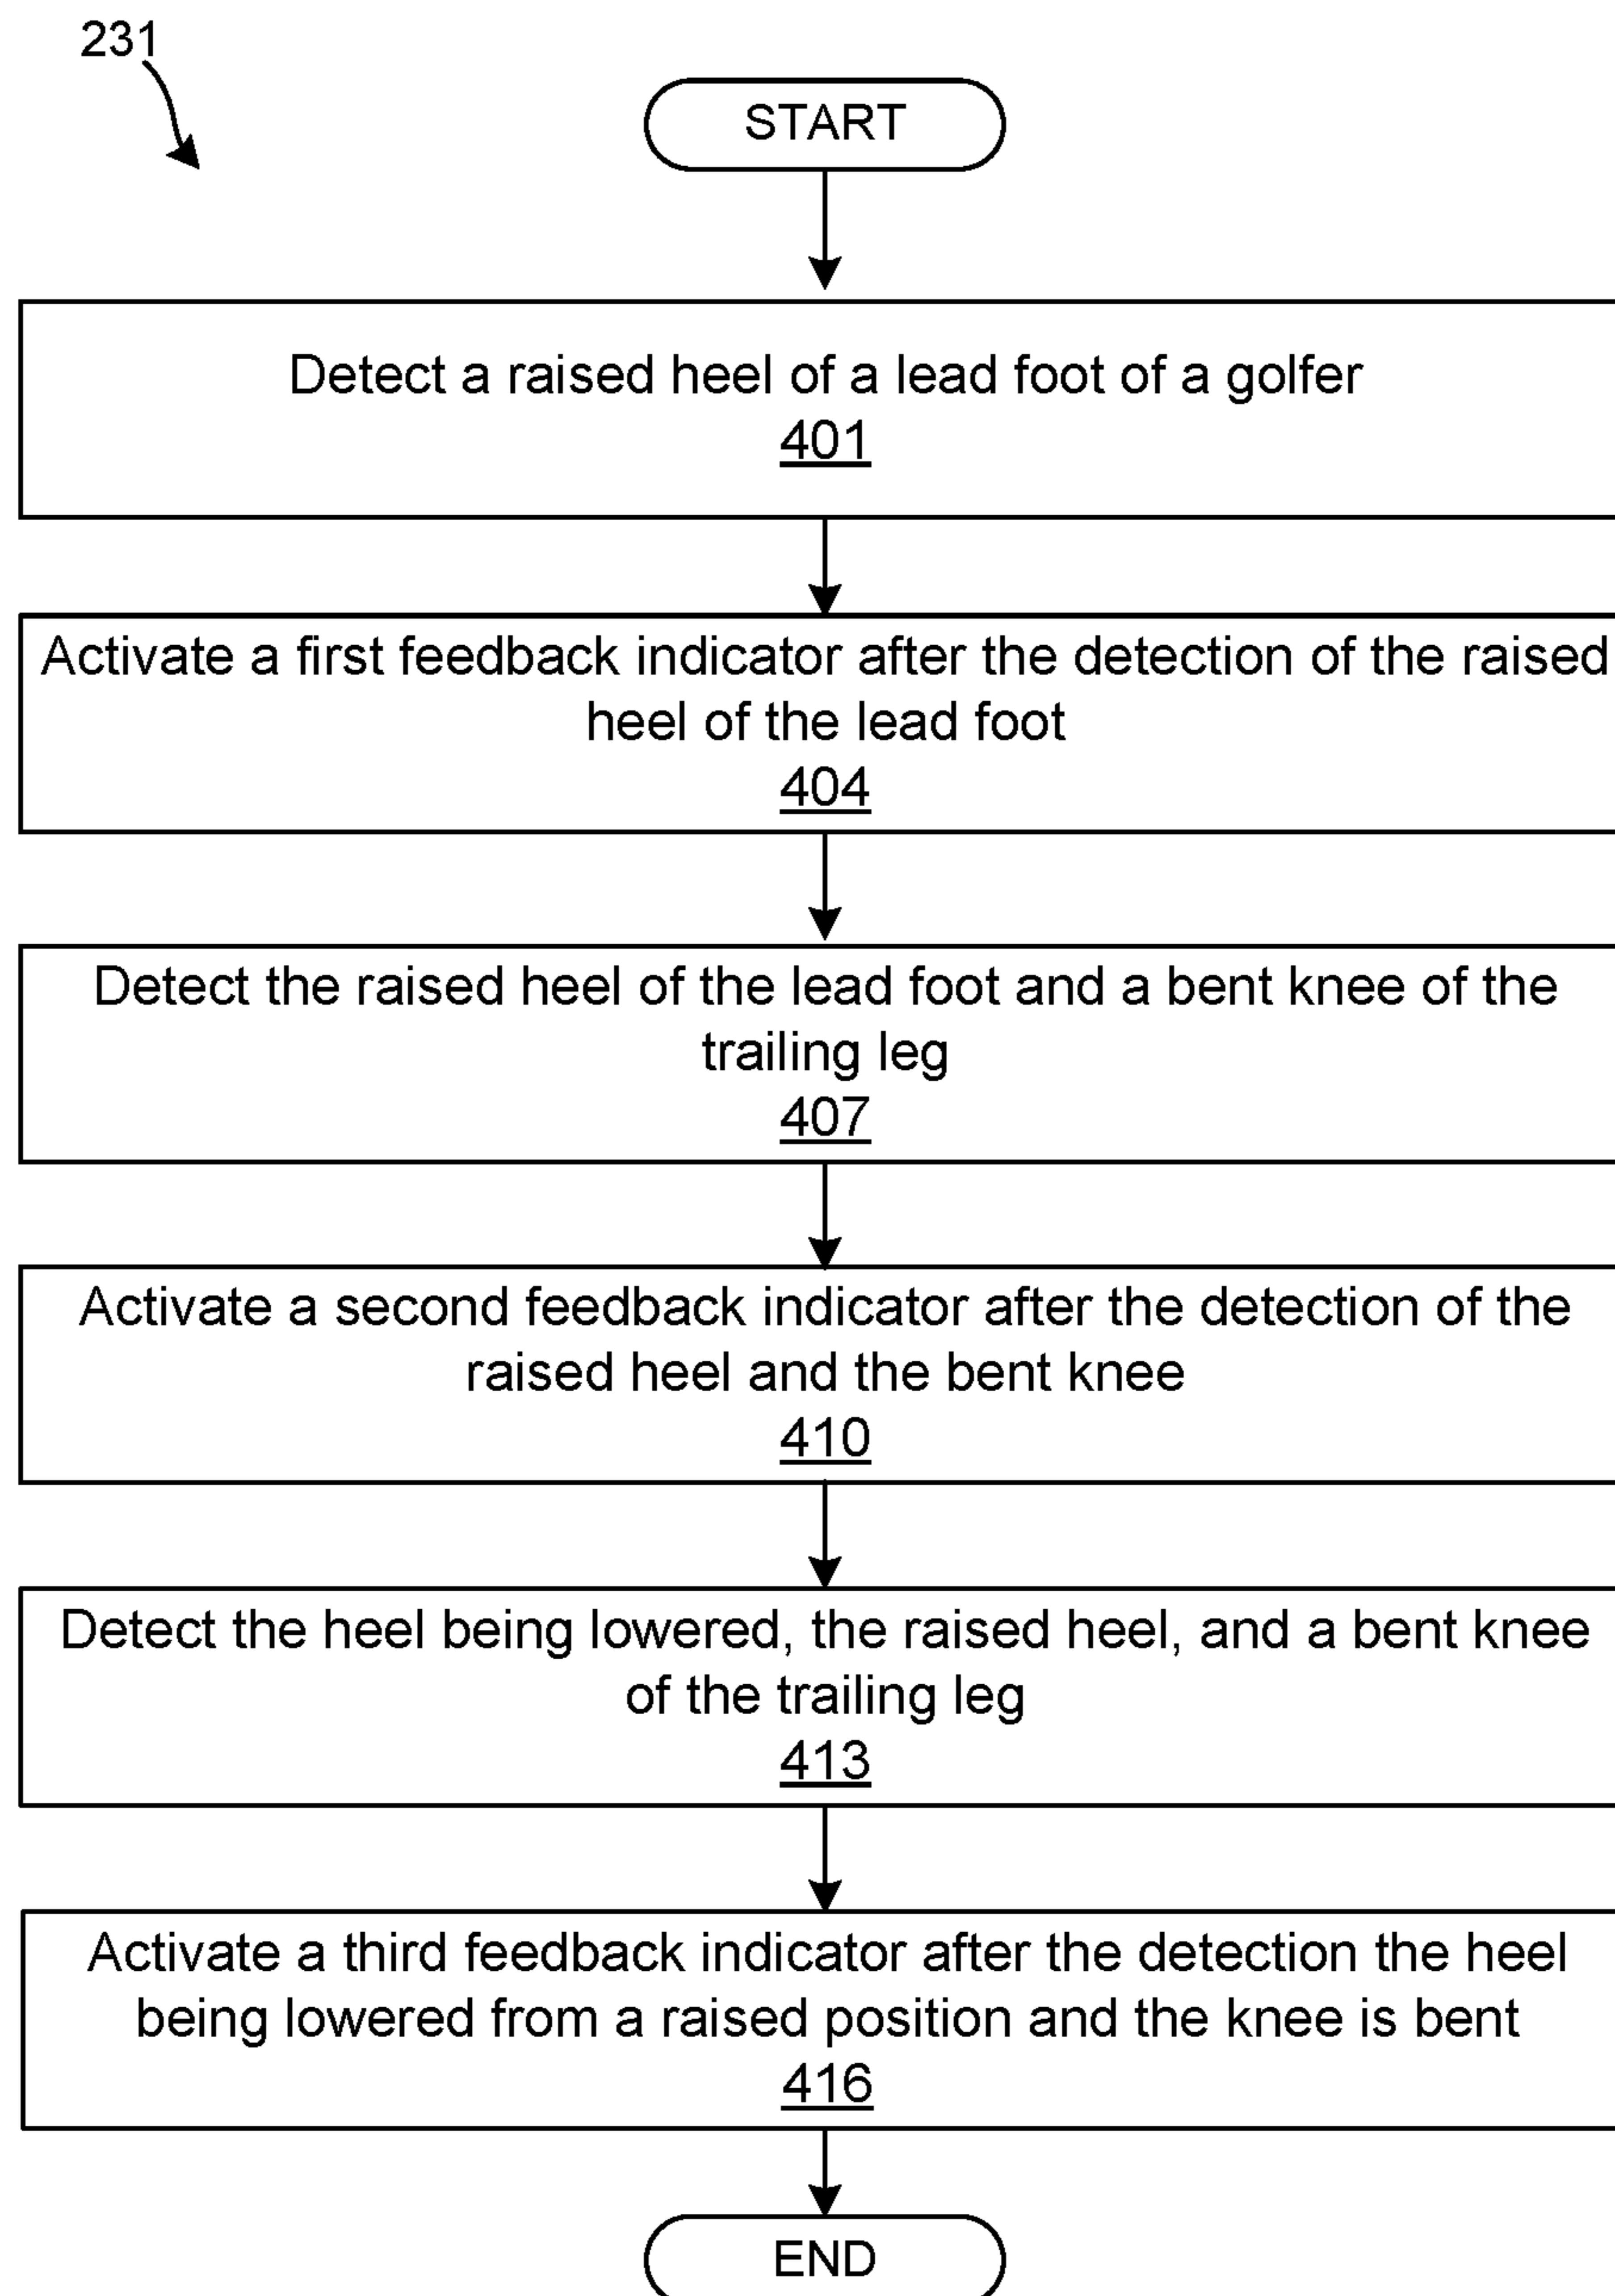 231
START
Detect a raised heel of a lead foot of a golfer
401
Activate a first feedback indicator after the detection of the raised
heel of the lead foot
404
Detect the raised heel of the lead foot and a bent knee of the
trailing leg
407
Activate a second feedback indicator after the detection of the
raised heel and the bent knee
410
Detect the heel being lowered, the raised heel, and a bent knee
of the trailing leg
413
Activate a third feedback indicator after the detection the heel
being lowered from a raised position and the knee is bent
416
END